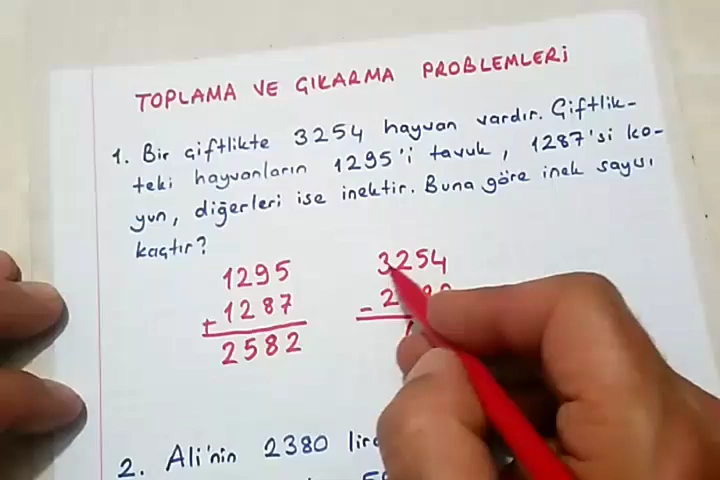 TOPLAMA VE ÇIKARMA PROBLEMLERİ
1. Bir çiftlikte 3254 hayvan vardır. Çiftlik-
teki hayvanların 1295'i tavuk, 1287'si ko-
yun, diğerleri ise inektir. Buna göre inek sayısı
kaçtır?
1295 3254
+1287 -
2582
2. Ali'nin 2380